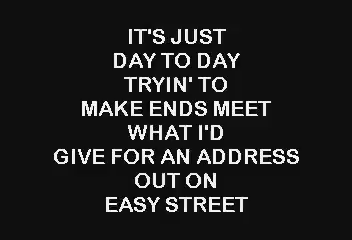 IT'S JUST
DAY TO DAY
TRYIN' TO
MAKE ENDS MEET
WHAT I'D
GIVE FOR AN ADDRESS
OUT ON
EASY STREET